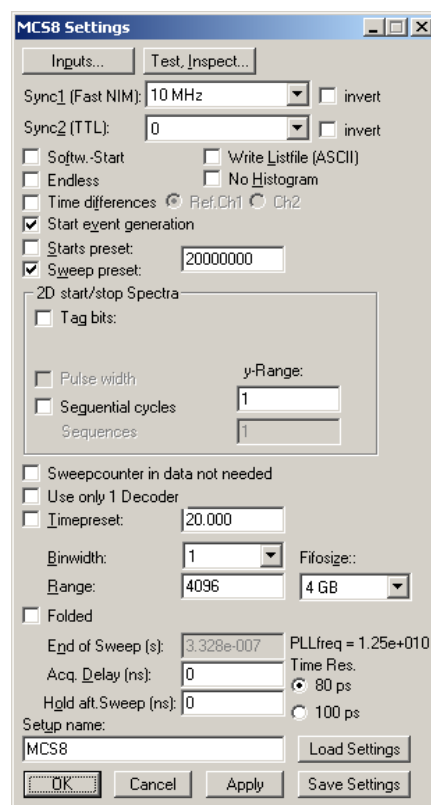 MCS8 Settings
Inputs... Test, Inspect...
Sync1 (Fast NIM): 10 MHz invert
Sync2 (TTL): 0 invert
Softw.-Start Write Listfile (ASCII)
Endless No Histogram
Time differences Ref.Ch1 Ch2
Start event generation
Starts preset:
Sweep preset: 20000000
2D start/stop Spectra
Tag bits:
Pulse width y-Range:
Sequential cycles 1
Sequences 1
Sweepcounter in data not needed
Use only 1 Decoder
Timepreset: 20.000
Binwidth: 1 Fifosize::
Range: 4096 4 GB
Folded
End of Sweep (s): 3.328e-007 PLLfreq = 1.25e+010
Acq. Delay (ns): 0 Time Res.
80 ps
Hold aft.Sweep (ns): 0 100 ps
Setup name:
MCS8 Load Settings
OK Cancel Apply Save Settings